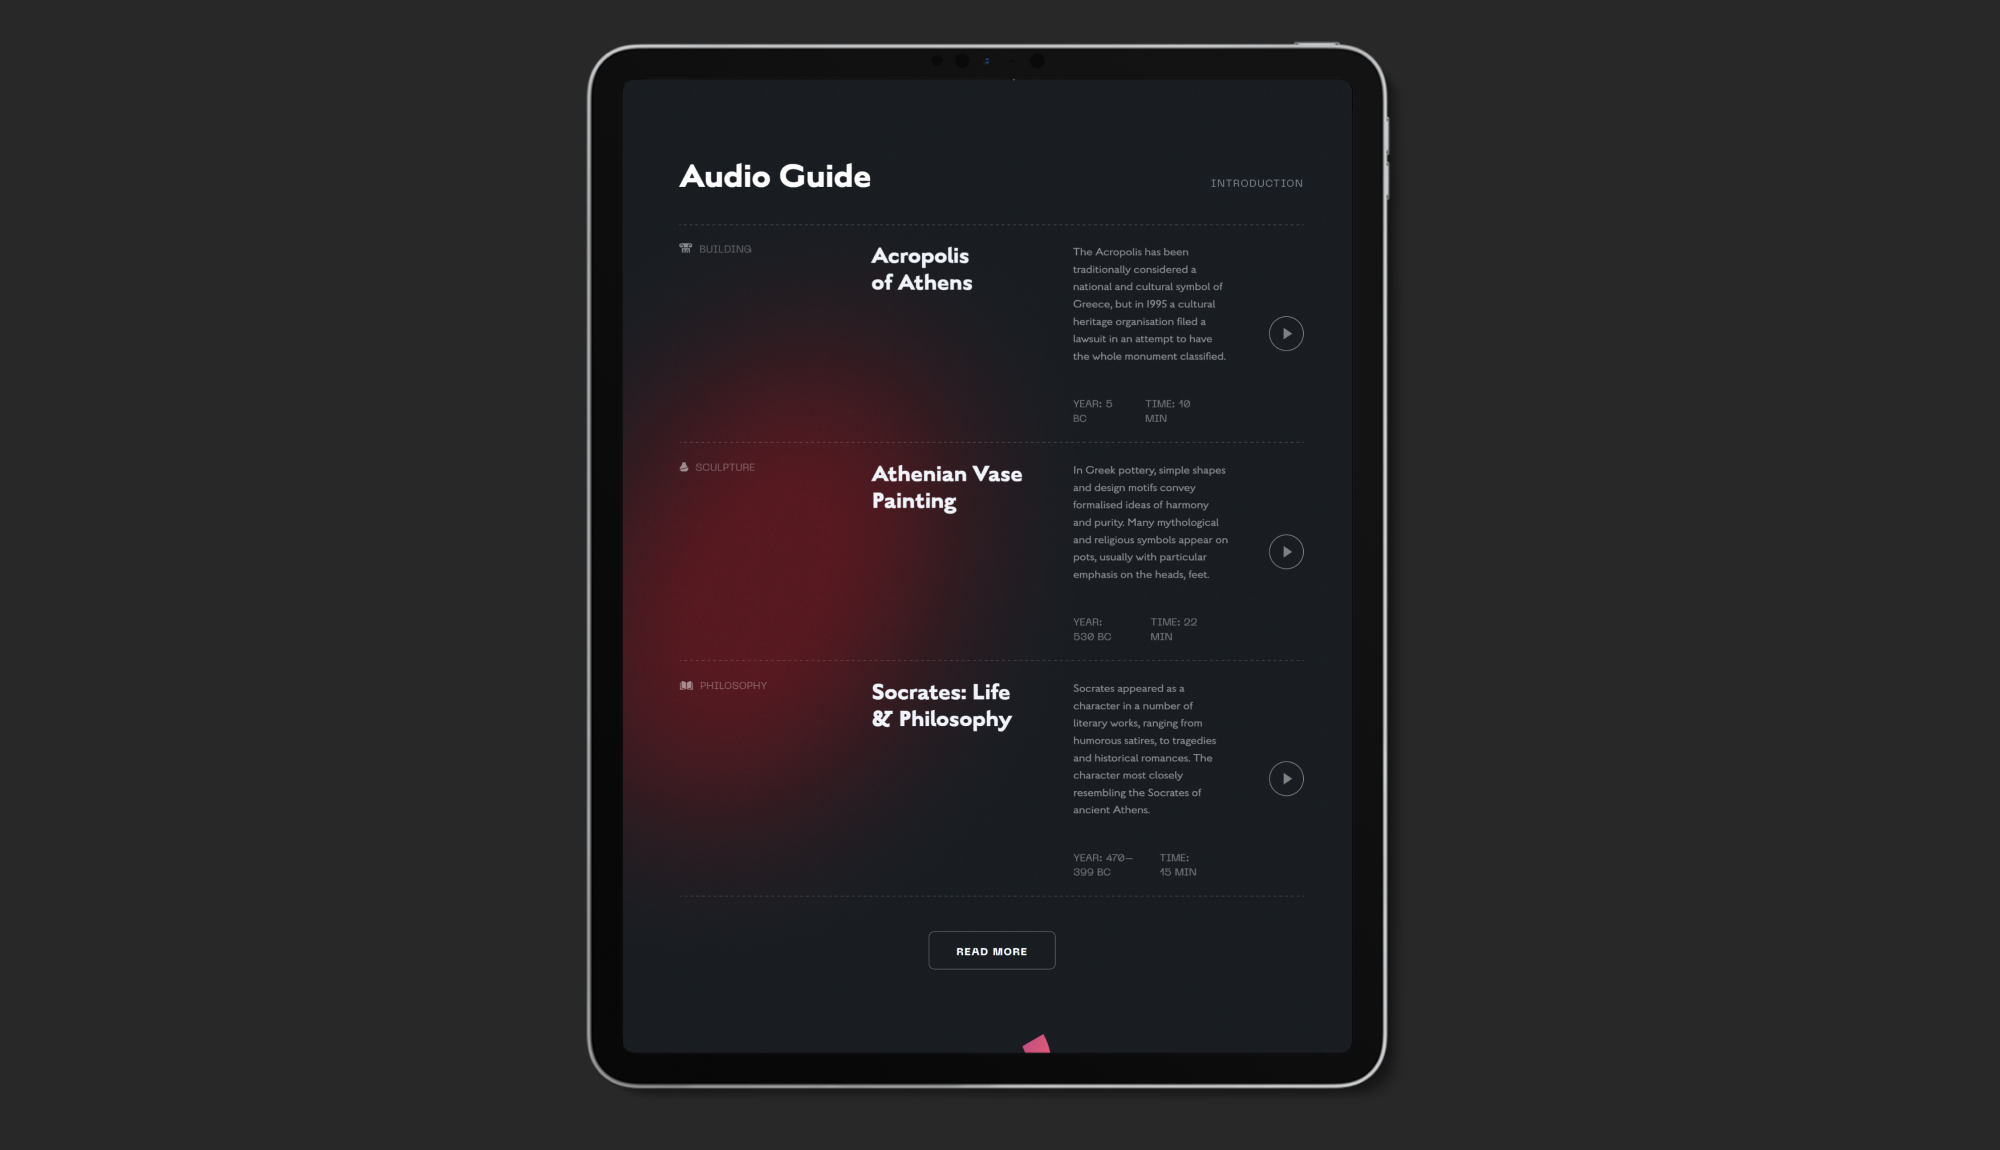 Audio Guide
INTRODUCTION
BUILDING
Acropolis
of Athens
The Acropolis has been
traditionally considered a
national and cultural symbol of
Greece, but in 1995 a cultural
heritage organisation filed a
lawsuit in an attempt to have
the whole monument classified.
YEAR: 5
BC
TIME: 10
MIN
SCULPTURE
Athenian Vase
Painting
In Greek pottery, simple shapes
and design motifs convey
formalised ideas of harmony
and purity. Many mythological
and religious symbols appear on
pots, usually with particular
emphasis on the heads, feet.
YEAR:
530 BC
TIME: 22
MIN
PHILOSOPHY
Socrates: Life
& Philosophy
Socrates appeared as a
character in a number of
literary works, ranging from
humorous satires, to tragedies
and historical romances. The
character most closely
resembling the Socrates of
ancient Athens.
YEAR: 470–
399 BC
TIME:
15 MIN
READ MORE